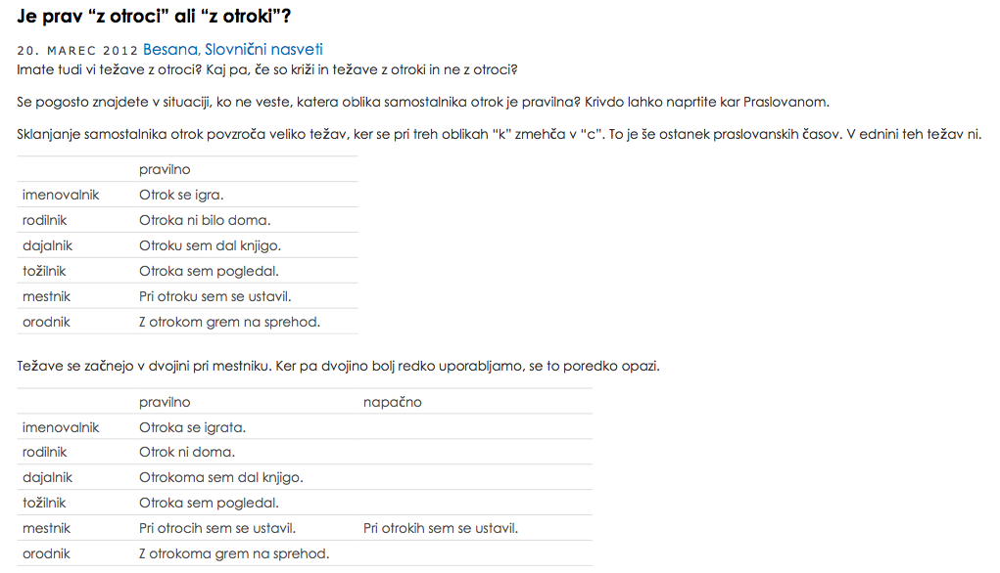 Je prav “z otroci” ali “z otroki”?
20. MAREC 2012 Besana, Slovnični nasveti
Imate tudi vi težave z otroci? Kaj pa, če so križi in težave z otroki in ne z otroci?
Se pogosto znajdete v situaciji, ko ne veste, katera oblika samostalnika otrok je pravilna? Krivdo lahko naprtite kar Praslovanom.
Sklanjanje samostalnika otrok povzroča veliko težav, ker se pri treh oblikah “k” zmehča v “c”. To je še ostanek praslovanskih časov. V ednini teh težav ni.
pravilno
imenovalnik Otrok se igra.
rodilnik Otroka ni bilo doma.
dajalnik Otroku sem dal knjigo.
tožilnik Otroka sem pogledal.
mestnik Pri otroku sem se ustavil.
orodnik Z otrokom grem na sprehod.
Težave se začnejo v dvojini pri mestniku. Ker pa dvojino bolj redko uporabljamo, se to poredko opazi.
pravilno napačno
imenovalnik Otroka se igrata.
rodilnik Otrok ni doma.
dajalnik Otrokoma sem dal knjigo.
tožilnik Otroka sem pogledal.
mestnik Pri otrocih sem se ustavil. Pri otrokih sem se ustavil.
orodnik Z otrokoma grem na sprehod.